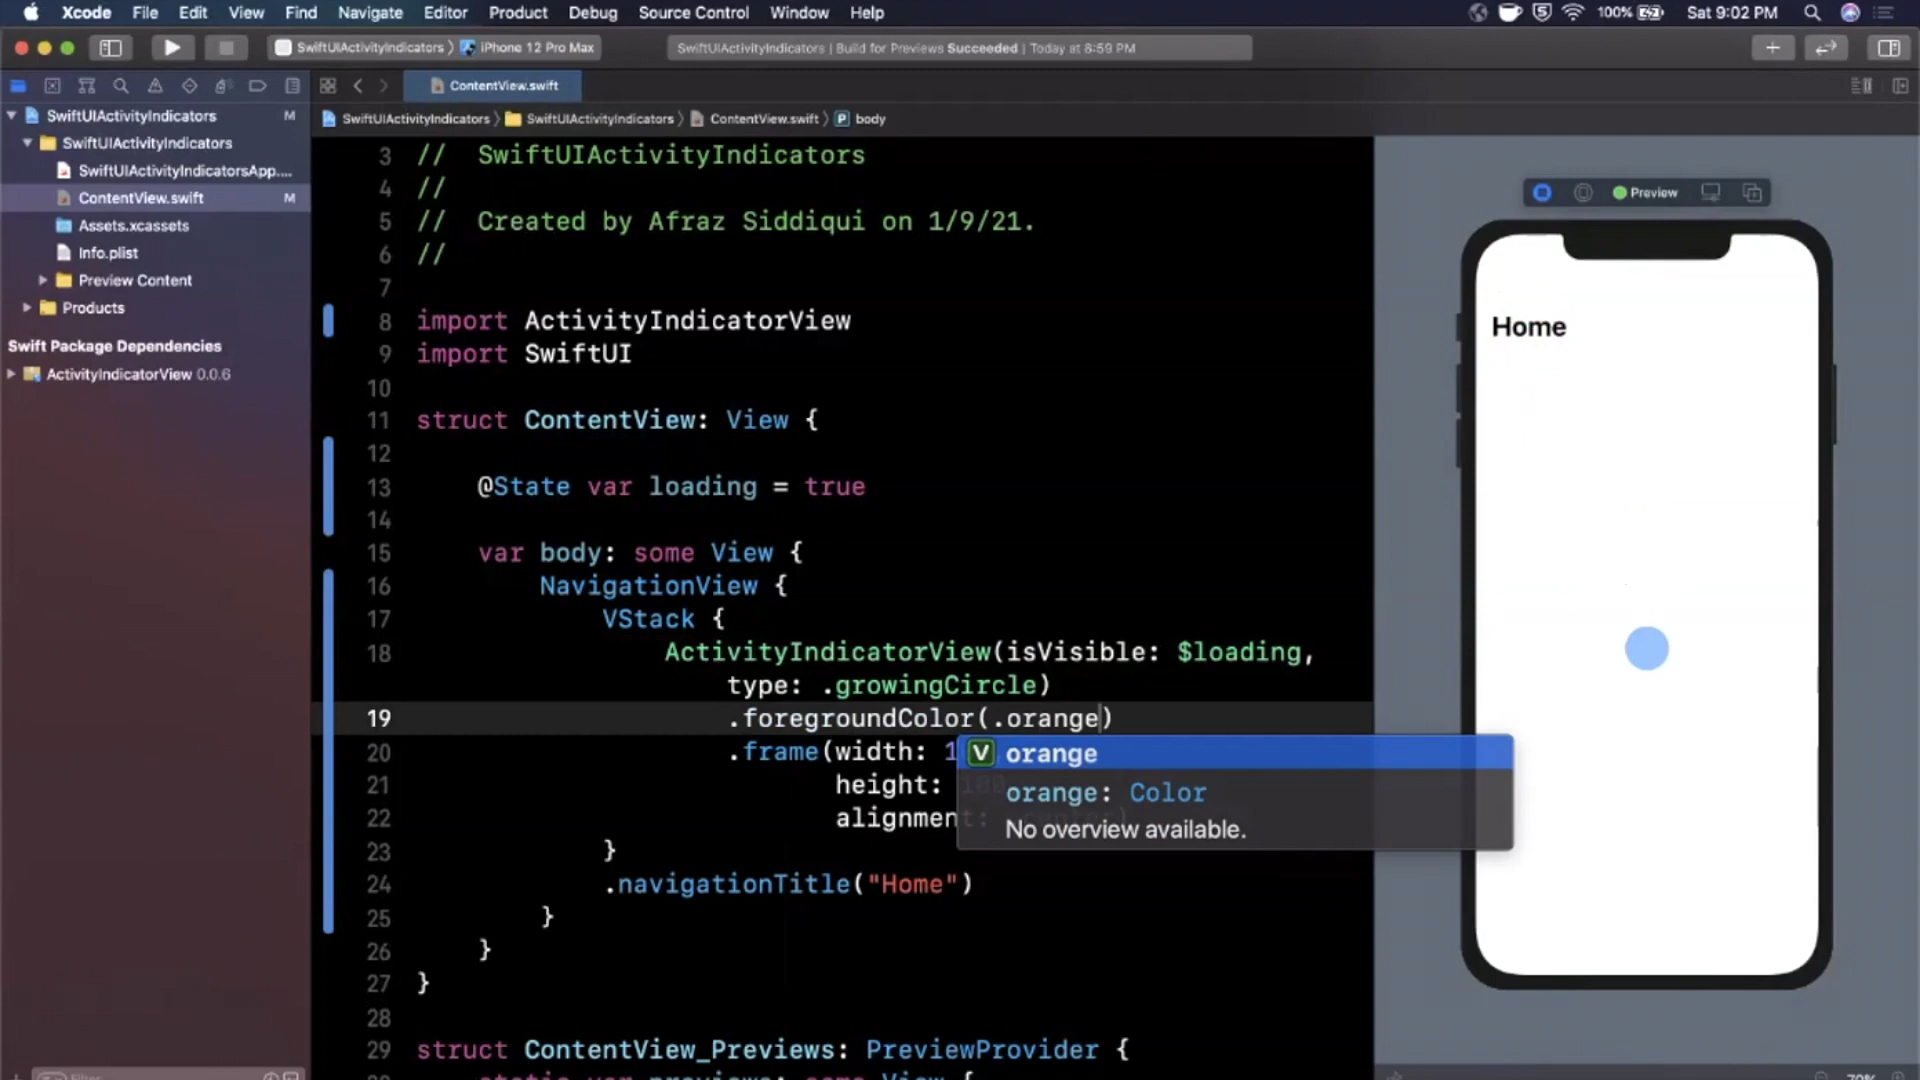 Xcode File Edit View Find Navigate Editor Product Debug Source Control Window Help 100% Sat 9:02 PM
SwiftUIActivityIndicators 〉 iPhone 12 Pro Max SwiftUIActivityIndicators | Build for Previews Succeeded | Today at 8:59 PM
ContentView.swift
SwiftUIActivityIndicators M
SwiftUIActivityIndicators
SwiftUIActivityIndicatorsApp....
ContentView.swift M
Assets.xcassets
Info.plist
Preview Content
Products
Swift Package Dependencies
ActivityIndicatorView 0.0.6
SwiftUIActivityIndicators 〉 SwiftUIActivityIndicators 〉 ContentView.swift 〉 P body
3 // SwiftUIActivityIndicators
4 //
5 // Created by Afraz Siddiqui on 1/9/21.
6 //
7
8 import ActivityIndicatorView
9 import SwiftUI
10
11 struct ContentView: View {
12
13 @State var loading = true
14
15 var body: some View {
16 NavigationView {
17 VStack {
18 ActivityIndicatorView(isVisible: $loading,
type: .growingCircle)
19 .foregroundColor(.orange)
20 .frame(width: 1
21 height:
22 alignment:
23 }
24 .navigationTitle("Home")
25 }
26 }
27 }
28
29 struct ContentView_Previews: PreviewProvider {
V orange
orange: Color
No overview available.
Preview
Home